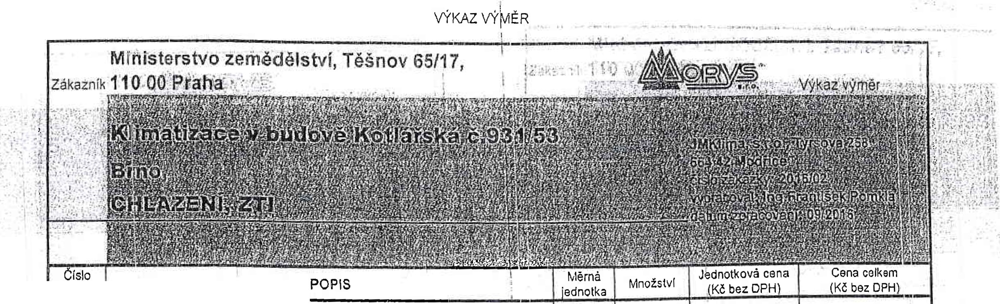 VÝKAZ VÝMĚR
Ministerstvo zemědělství, Těšnov 65/17,
Zákazník 110 00 Praha
MORYS s.r.o.
Výkaz výměr
Klimatizace v budově Kotlářská č.931/53
Brno,
CHLAZENÍ, ZTI
JMKlima, s.r.o., Tyršova 258
664 42 Modřice
číslo zakázky: 2016/02
vypracoval: Ing.František Pomkla
datum zpracování: 09/2016
Číslo
POPIS
Měrná
jednotka
Množství
Jednotková cena
(Kč bez DPH)
Cena celkem
(Kč bez DPH)